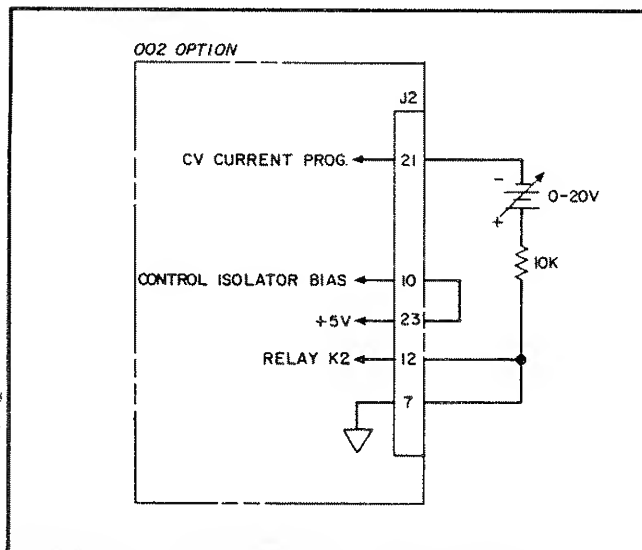 002 OPTION
J2
CV CURRENT PROG. 21
-
0-20V
+
10K
CONTROL ISOLATOR BIAS 10
+5V 23
RELAY K2 12
7